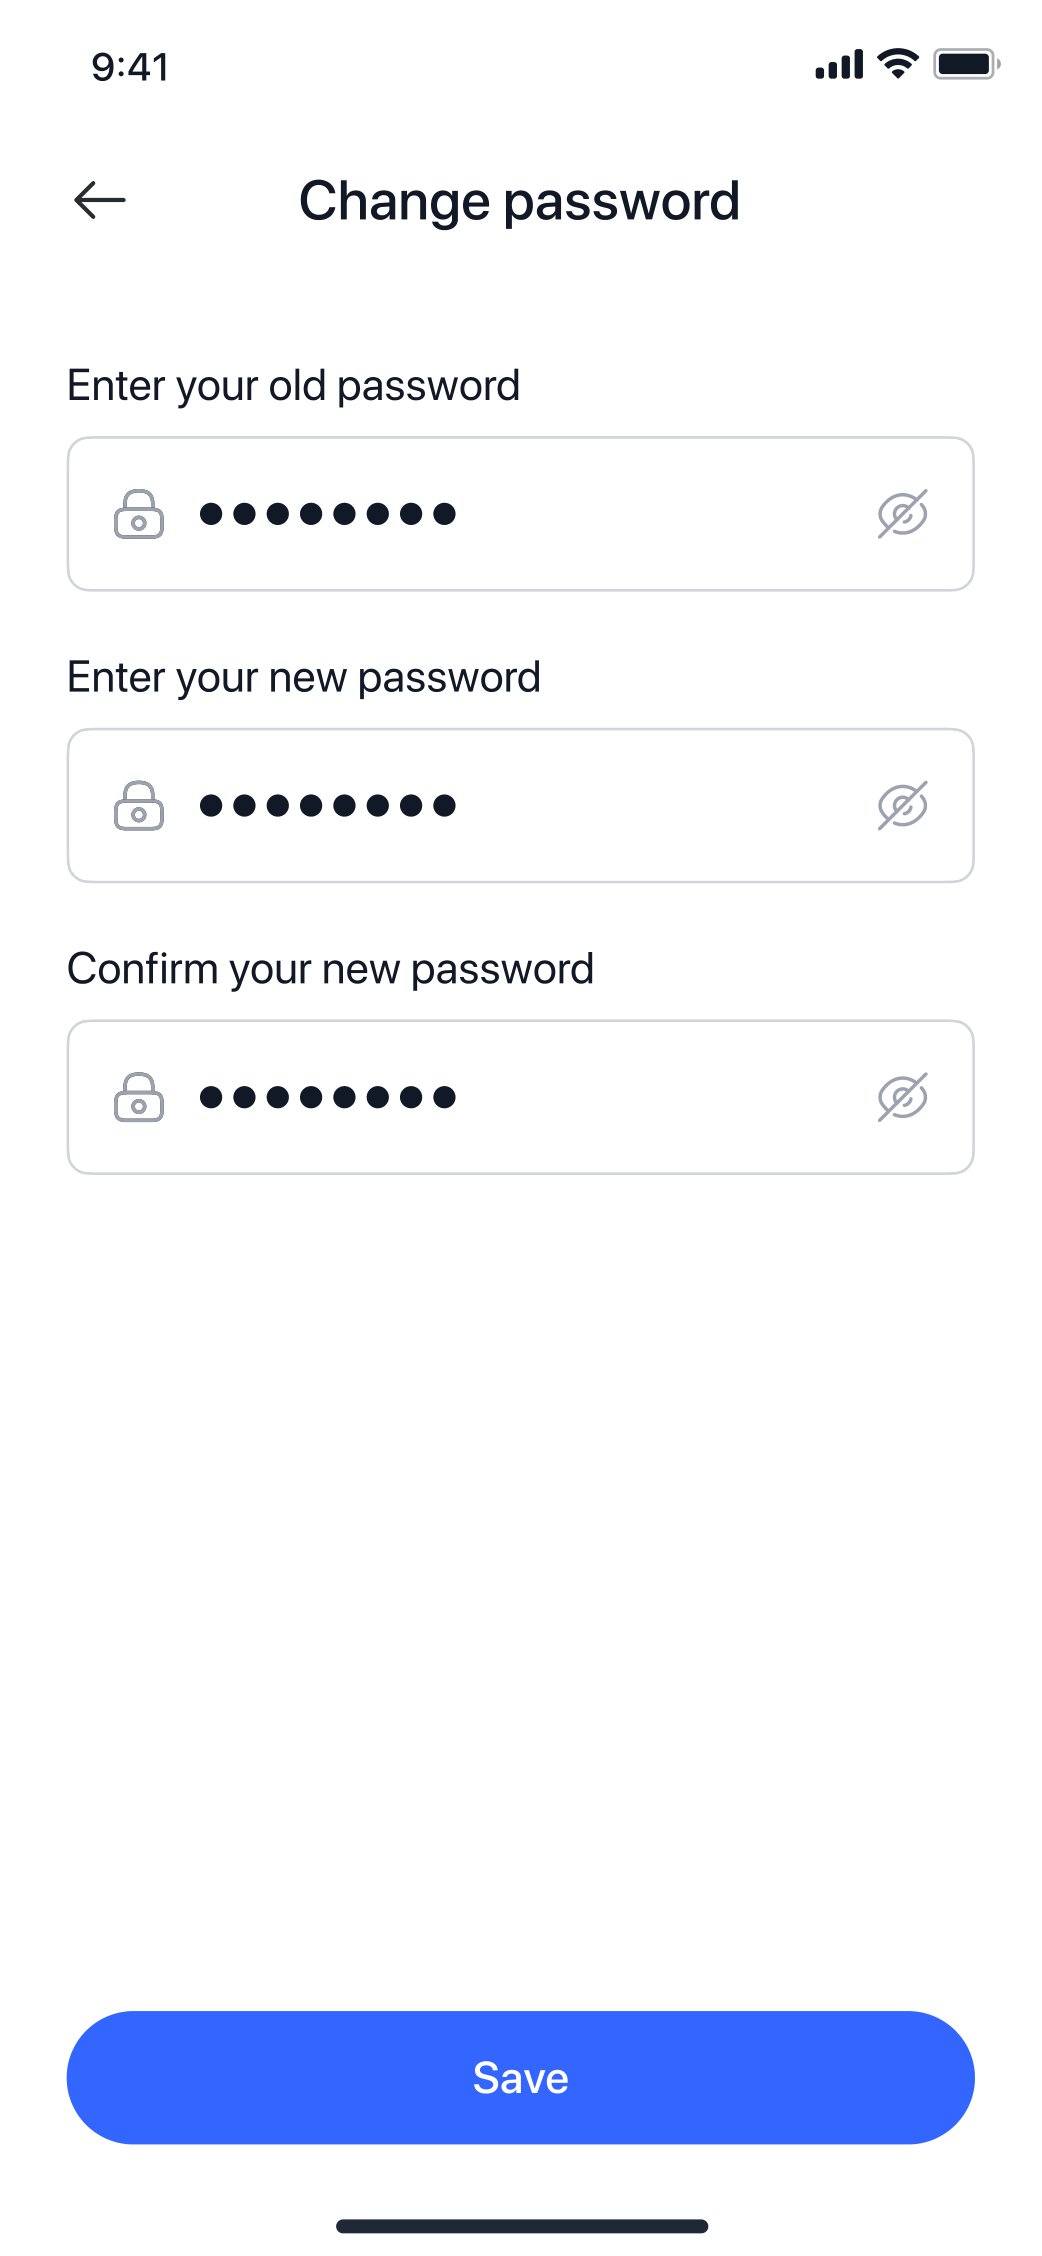 9:41
Change password
Enter your old password
••••••••
Enter your new password
••••••••
Confirm your new password
••••••••
Save